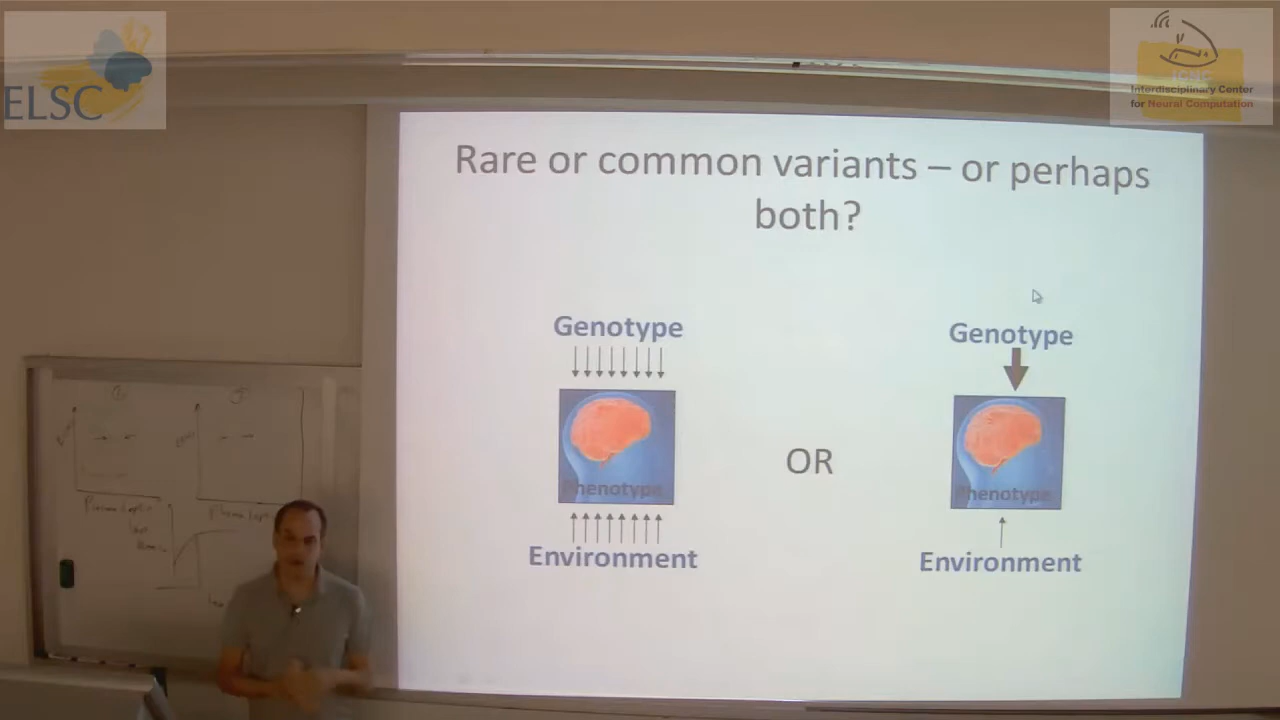 ELSC
ICNC
Interdisciplinary Center
for Neural Computation
Rare or common variants – or perhaps
both?
Genotype
Phenotype
Environment
OR
Genotype
Phenotype
Environment